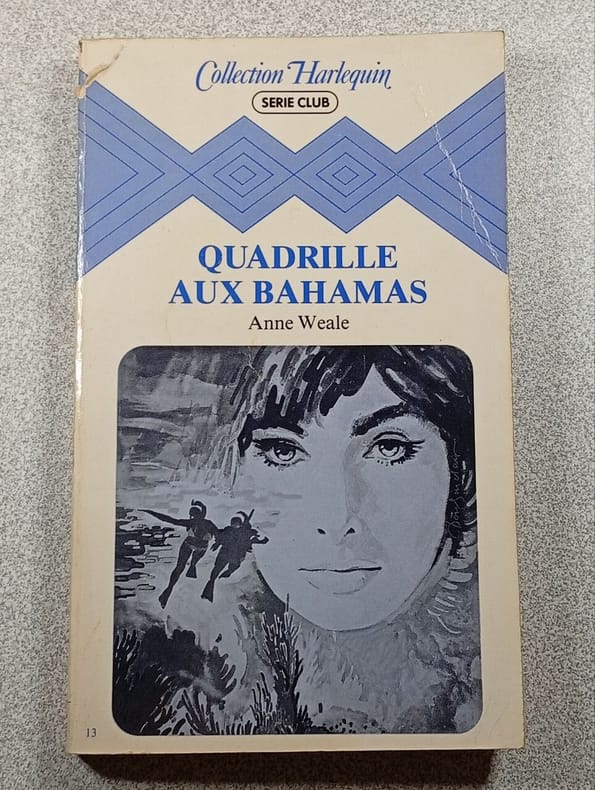 Collection Harlequin
SERIE CLUB
QUADRILLE
AUX BAHAMAS
Anne Weale
13